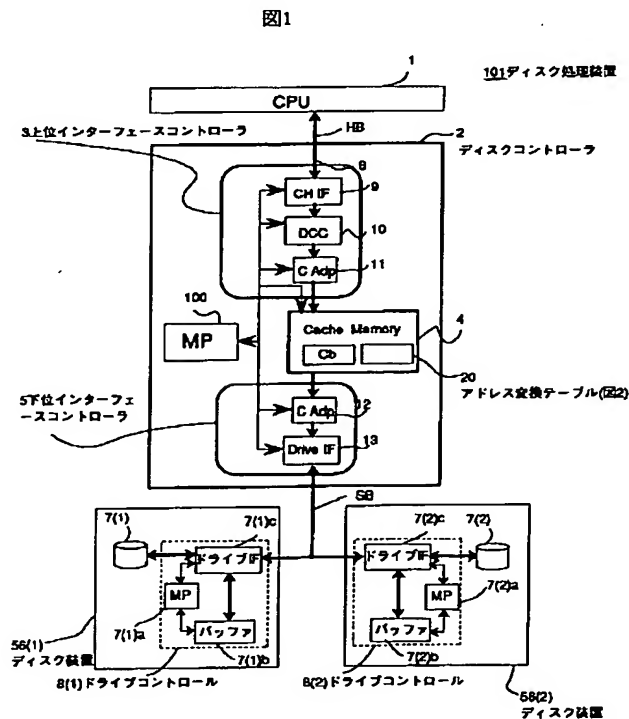 図1
1
CPU
101ディスク処理装置
3上位インターフェースコントローラ
HB
2
ディスクコントローラ
8
CH IF
9
DCC
10
C Adp
11
100
MP
Cache Memory
4
Cb
20
アドレス変換テーブル(図2)
5下位インターフェ
ースコントローラ
C Adp
12
Drive IF
13
SB
7(1)
7(1)c
ドライブIF
MP
7(1)a
バッファ
7(1)b
56(1)
ディスク装置
8(1)ドライブコントロール
7(2)c
7(2)
ドライブIF
MP
7(2)a
バッファ
7(2)b
6(2)ドライブコントロール
56(2)
ディスク装置